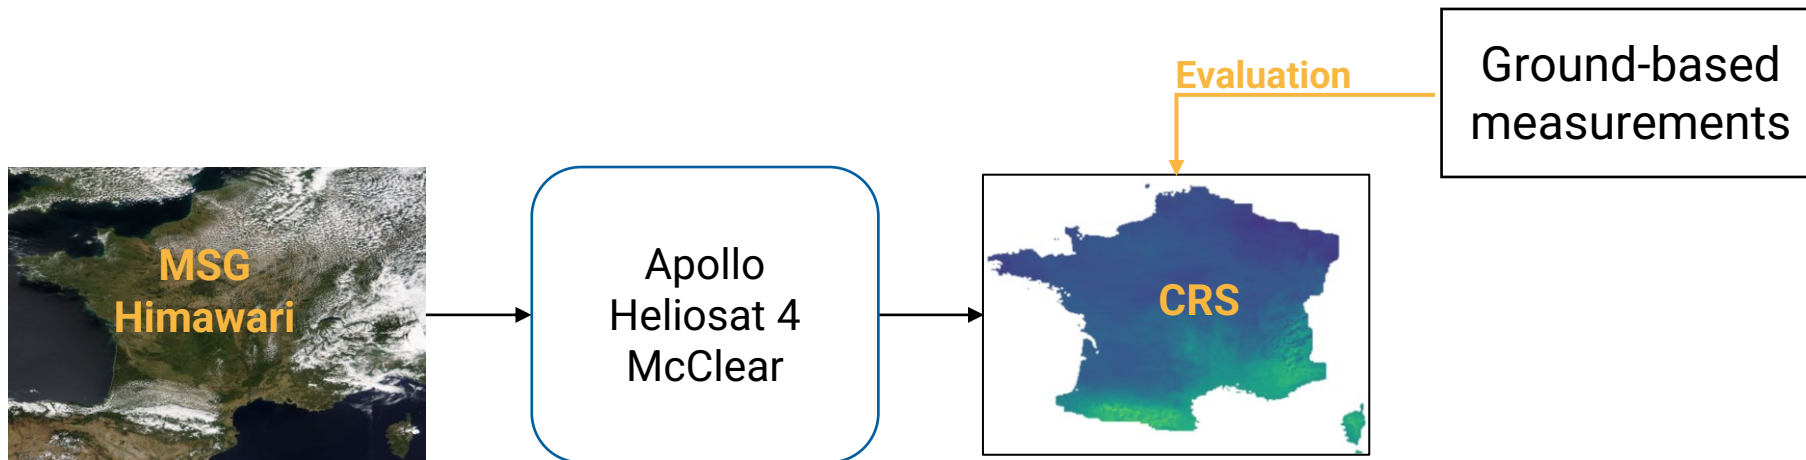 Ground-based
measurements
Evaluation
MSG
Himawari
Apollo
Heliosat 4
McClear
CRS